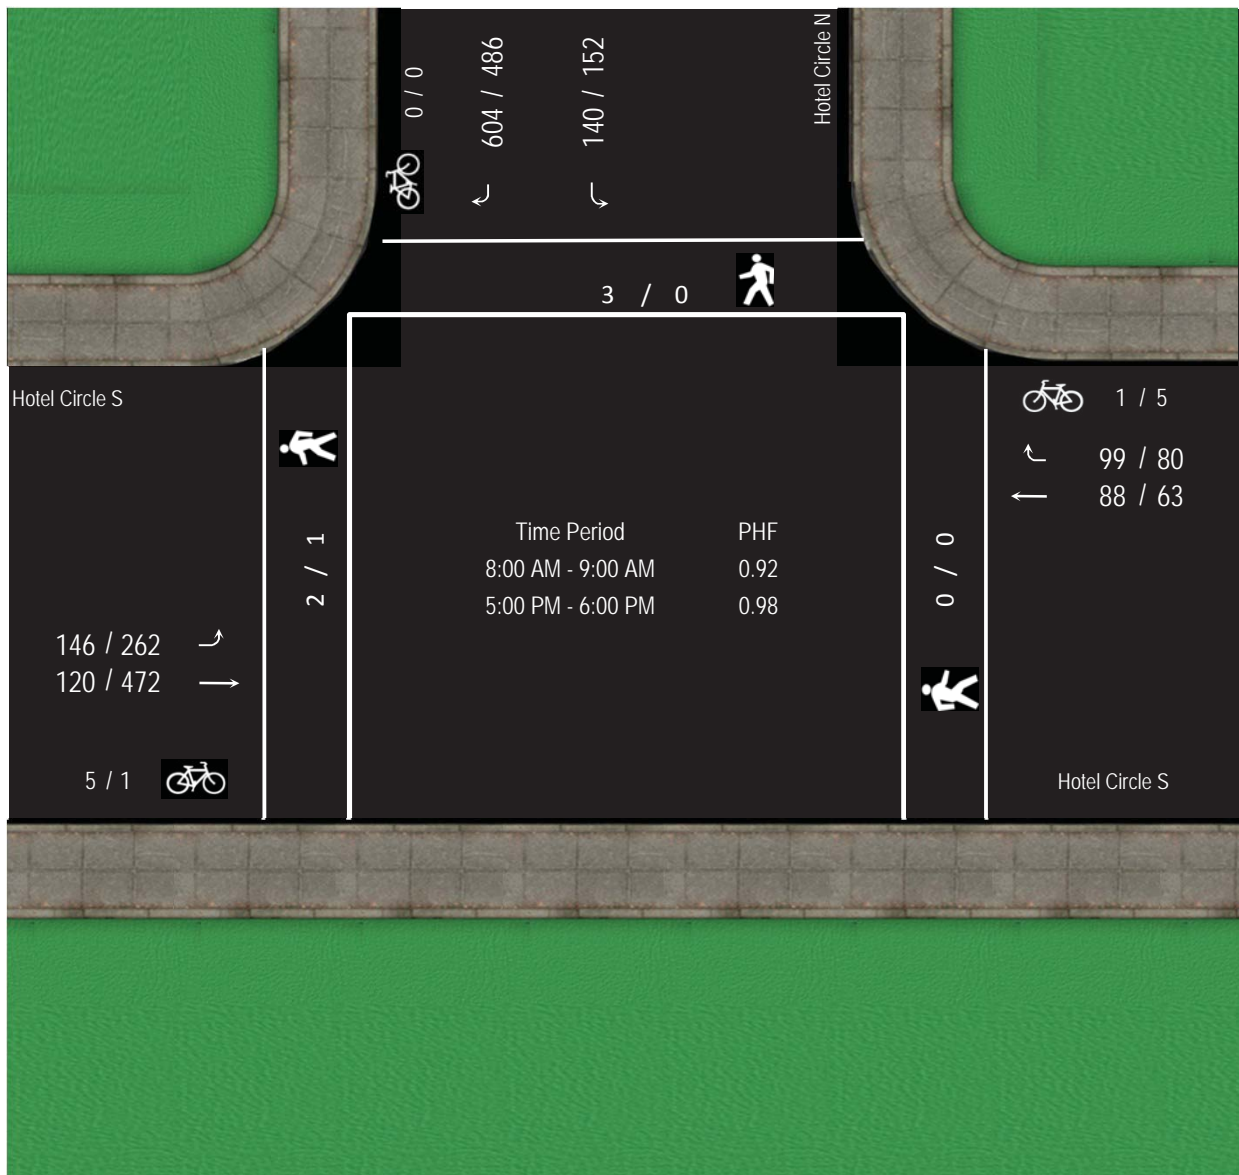 0 / 0
604 / 486
140 / 152
Hotel Circle N
3 / 0
Hotel Circle S
1 / 5
99 / 80
88 / 63
2 / 1
Time Period PHF
8:00 AM - 9:00 AM 0.92
5:00 PM - 6:00 PM 0.98
0 / 0
146 / 262
120 / 472
5 / 1
Hotel Circle S